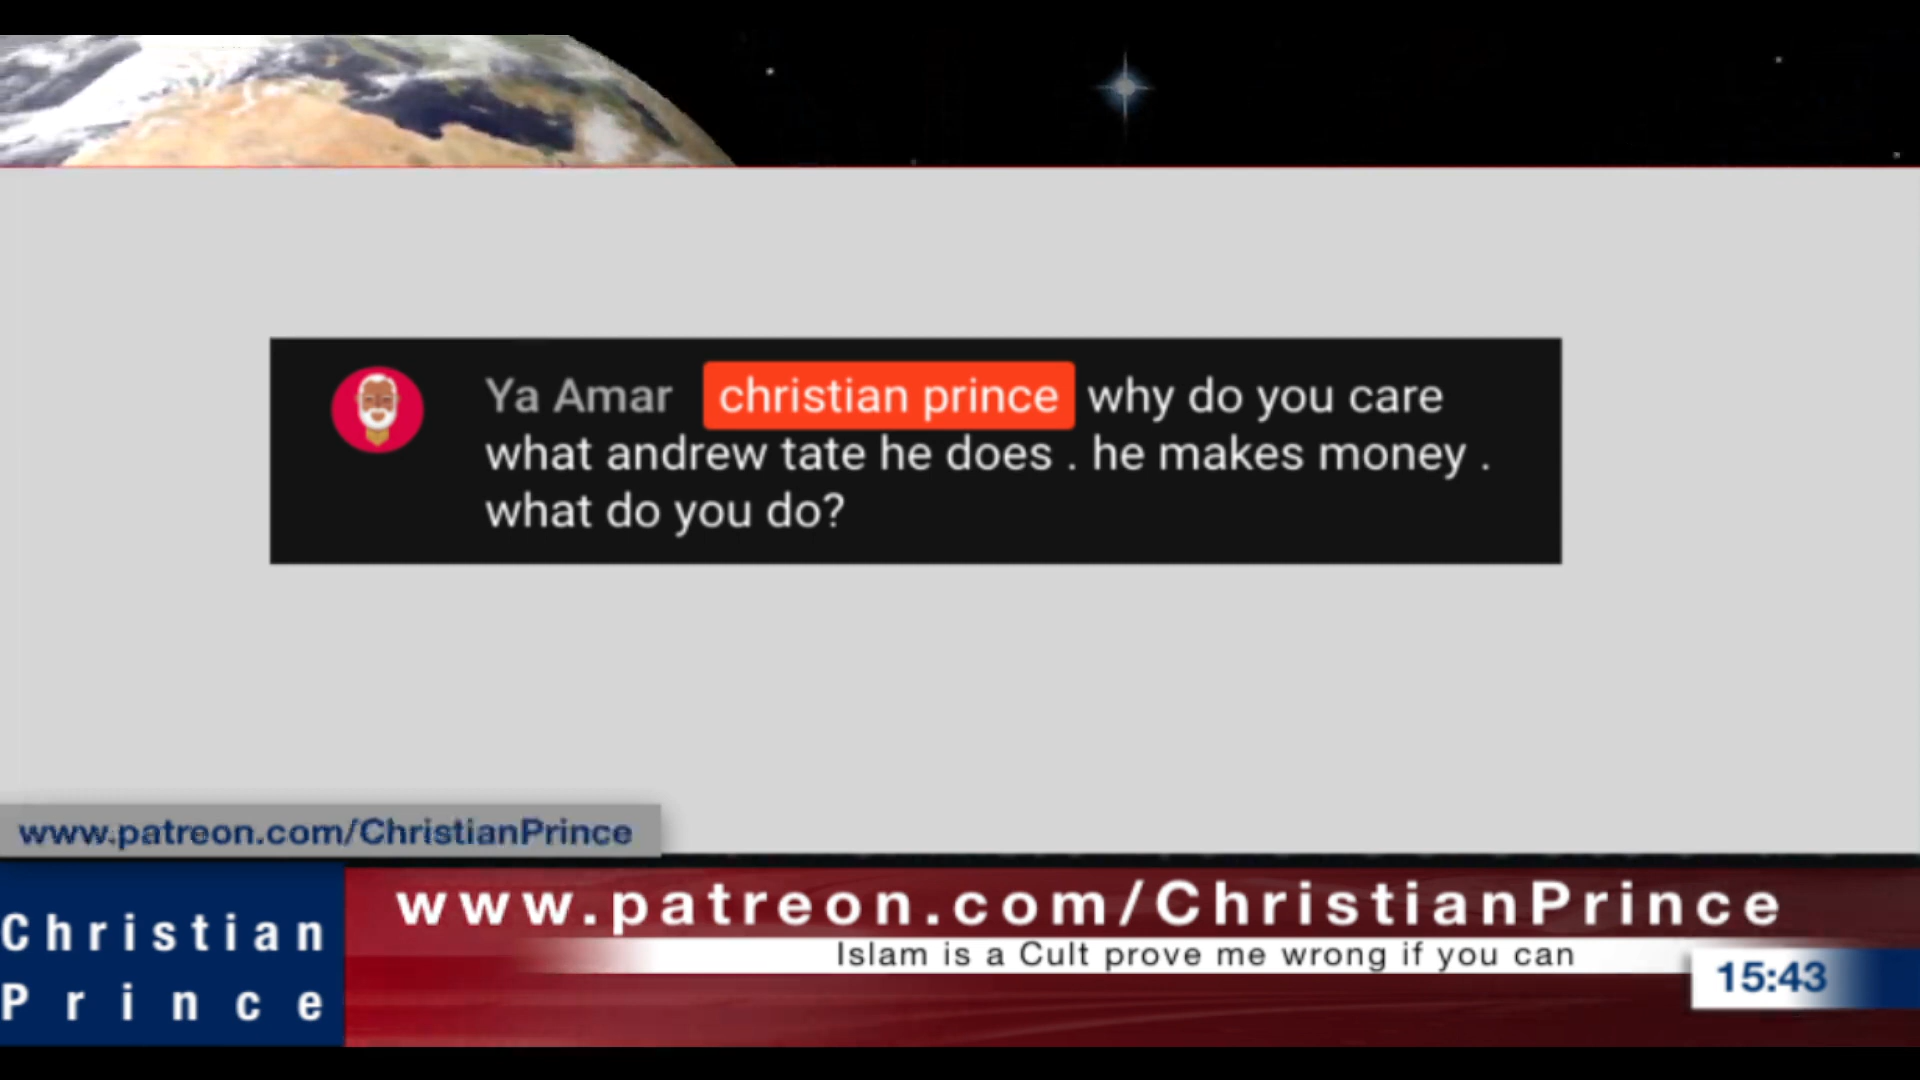 Ya Amar christian prince why do you care
what andrew tate he does . he makes money .
what do you do?
www.patreon.com/ChristianPrince
Christian
Prince
www.patreon.com/ChristianPrince
Islam is a Cult prove me wrong if you can
15:43